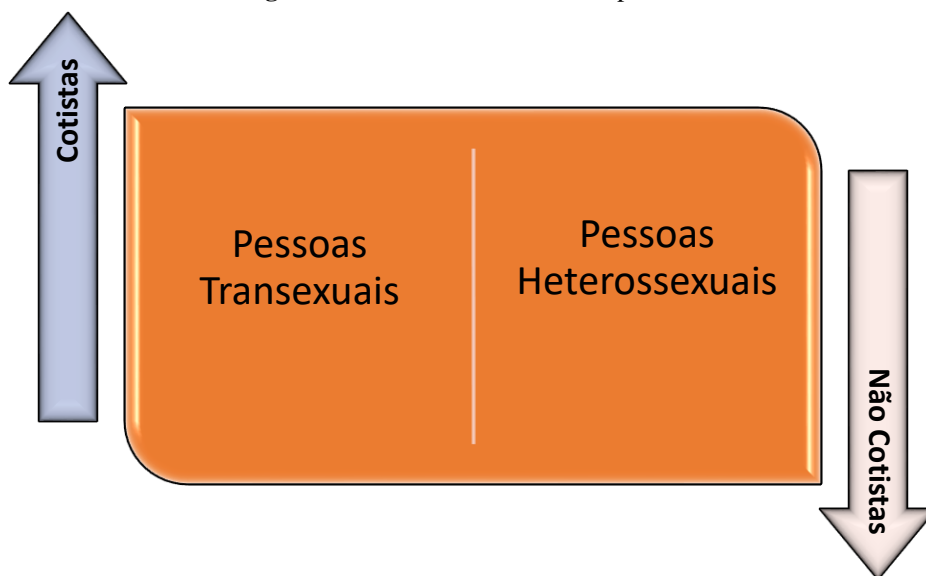 Cotistas
Pessoas
Transexuais
Pessoas
Heterossexuais
Não Cotistas